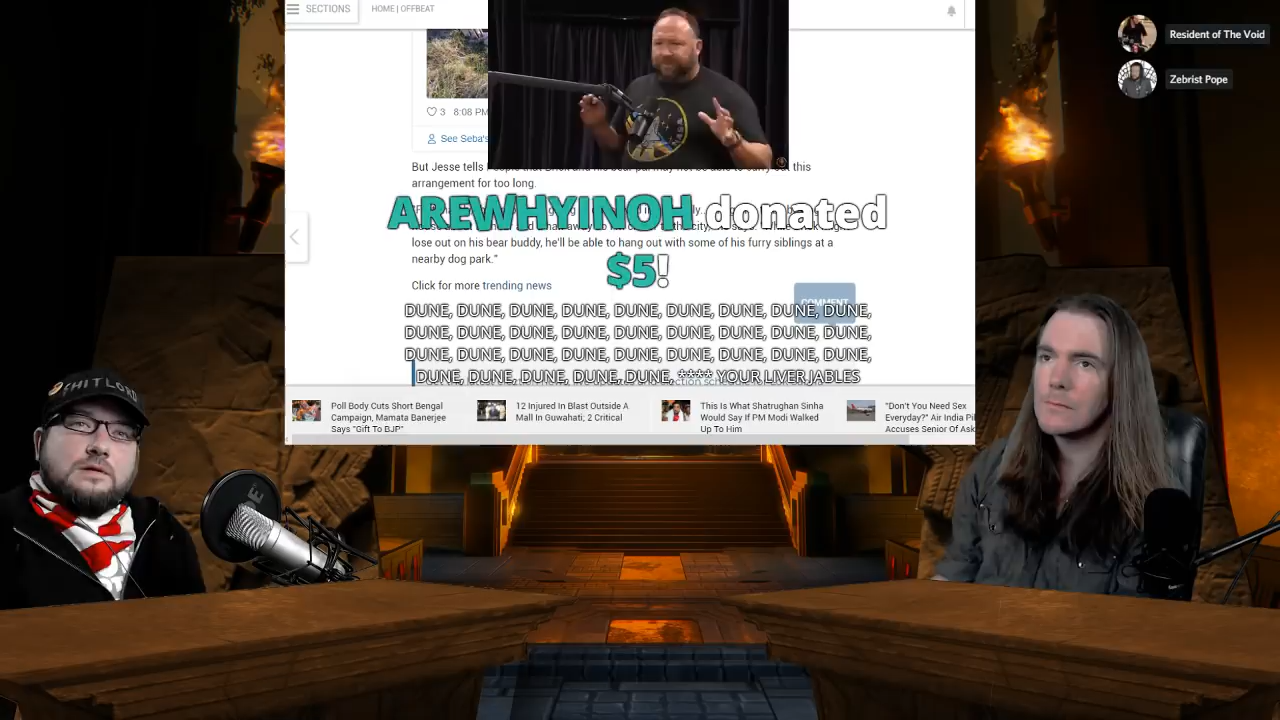 SECTIONS
HOME | OFFBEAT
Resident of The Void
Zebrist Pope
3 8:08 PM
See Seba's
But Jesse tells this
arrangement for too long.
AREWHYINOH donated
$5!
lose out on his bear buddy, he'll be able to hang out with some of his furry siblings at a
nearby dog park."
Click for more trending news
COMMENT
DUNE, DUNE, DUNE, DUNE, DUNE, DUNE, DUNE, DUNE, DUNE,
DUNE, DUNE, DUNE, DUNE, DUNE, DUNE, DUNE, DUNE, DUNE,
DUNE, DUNE, DUNE, DUNE, DUNE, DUNE, DUNE, DUNE, DUNE,
DUNE, DUNE, DUNE, DUNE, DUNE, **** YOUR LIVER JABLES
Poll Body Cuts Short Bengal
Campaign, Mamata Banerjee
Says "Gift To BJP"
12 Injured In Blast Outside A
Mall In Guwahati; 2 Critical
This Is What Shatrughan Sinha
Would Say If PM Modi Walked
Up To Him
"Don't You Need Sex
Everyday?" Air India Pil
Accuses Senior Of Ask